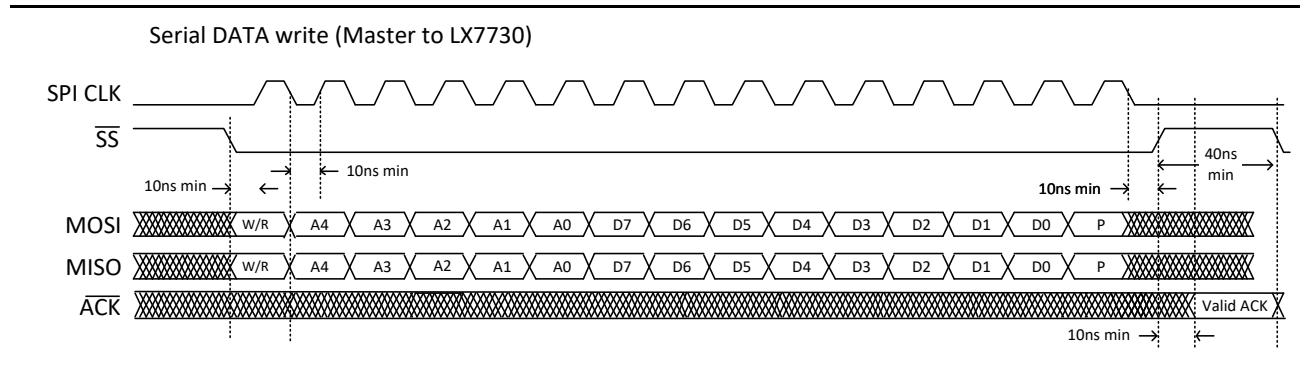 Serial DATA write (Master to LX7730)
SPI CLK
SS
10ns min
10ns min
10ns min
40ns
min
MOSI W/R A4 A3 A2 A1 A0 D7 D6 D5 D4 D3 D2 D1 D0 P
MISO W/R A4 A3 A2 A1 A0 D7 D6 D5 D4 D3 D2 D1 D0 P
ACK Valid ACK
10ns min